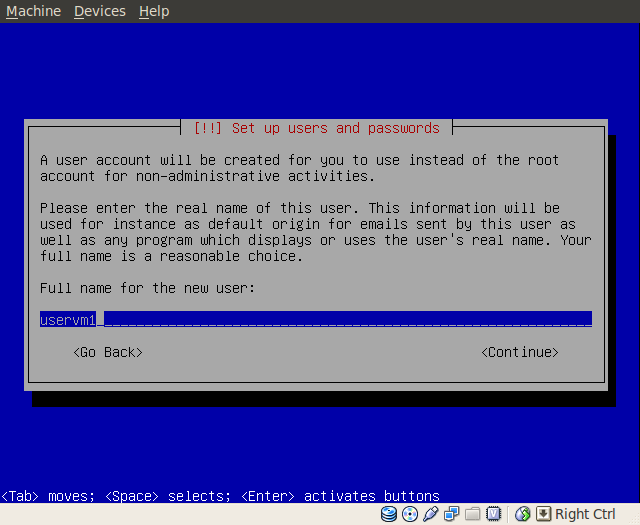 Machine Devices Help
[!!] Set up users and passwords
A user account will be created for you to use instead of the root
account for non-administrative activities.
Please enter the real name of this user. This information will be
used for instance as default origin for emails sent by this user as
well as any program which displays or uses the user's real name. Your
full name is a reasonable choice.
Full name for the new user:
uservm1
<Go Back> <Continue>
<Tab> moves; <Space> selects; <Enter> activates buttons
Right Ctrl